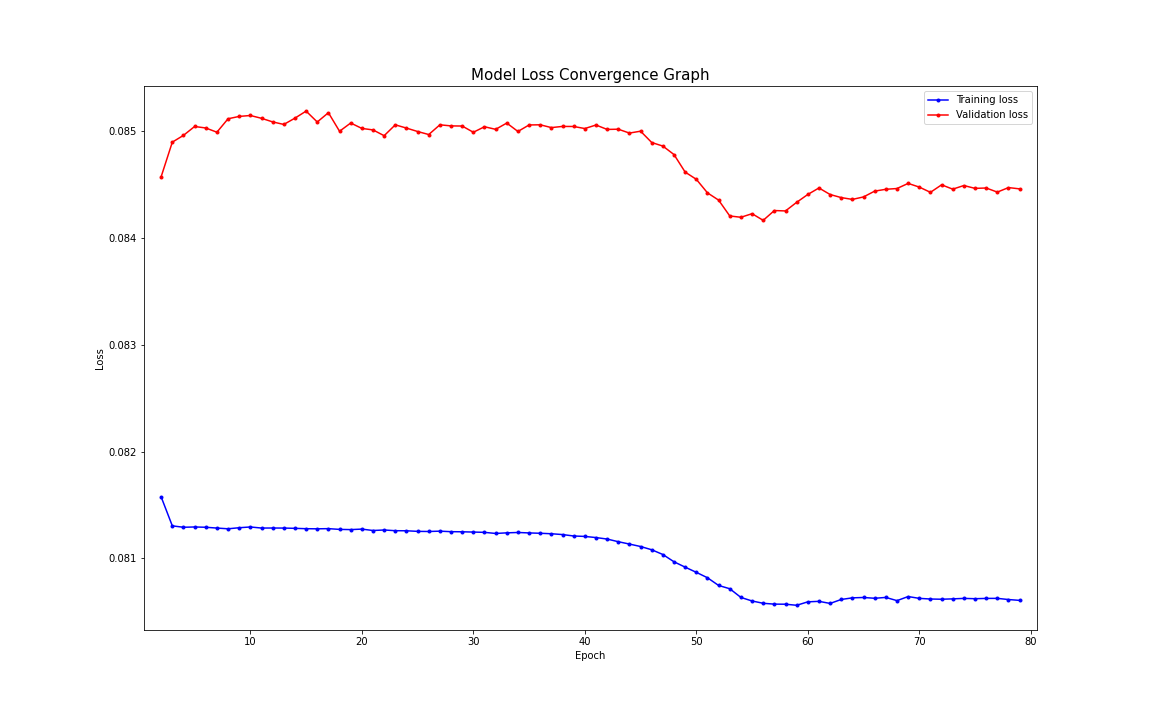 Model Loss Convergence Graph
Training loss
Validation loss
0.085
0.084
0.083
0.082
0.081
Loss
10 20 30 40 50 60 70 80
Epoch